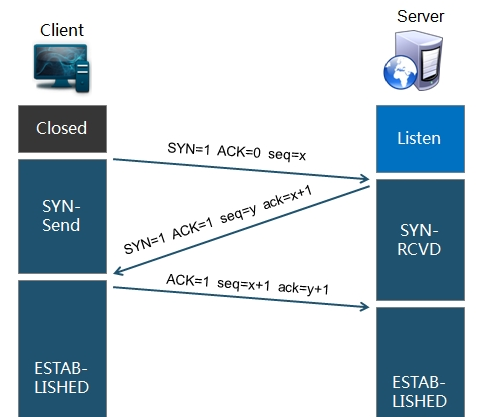 Client
Server
Closed
Listen
SYN=1 ACK=0 seq=x
SYN-
Send
SYN=1 ACK=1 seq=y ack=x+1
SYN-
RCVD
ACK=1 seq=x+1 ack=y+1
ESTAB-
LISHED
ESTAB-
LISHED